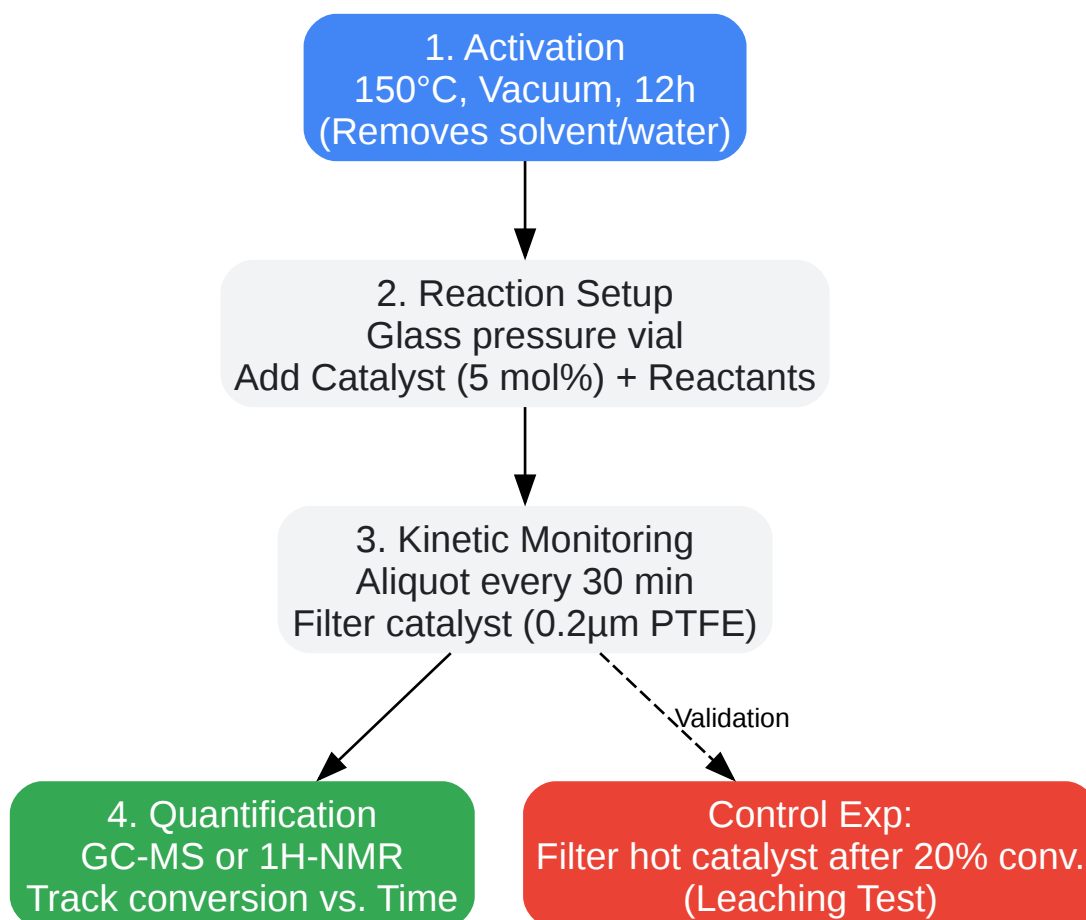 1. Activation
150°C, Vacuum, 12h
(Removes solvent/water)
2. Reaction Setup
Glass pressure vial
Add Catalyst (5 mol%) + Reactants
3. Kinetic Monitoring
Aliquot every 30 min
Filter catalyst (0.2µm PTFE)
Validation
4. Quantification
GC-MS or 1H-NMR
Track conversion vs. Time
Control Exp:
Filter hot catalyst after 20% conv.
(Leaching Test)